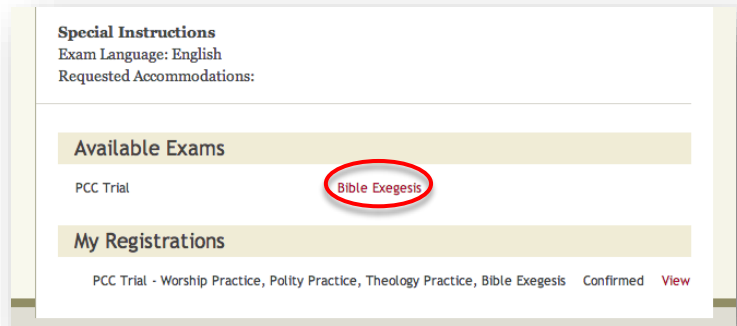 Special Instructions
Exam Language: English
Requested Accommodations:
Available Exams
PCC Trial Bible Exegesis
My Registrations
PCC Trial - Worship Practice, Polity Practice, Theology Practice, Bible Exegesis Confirmed View